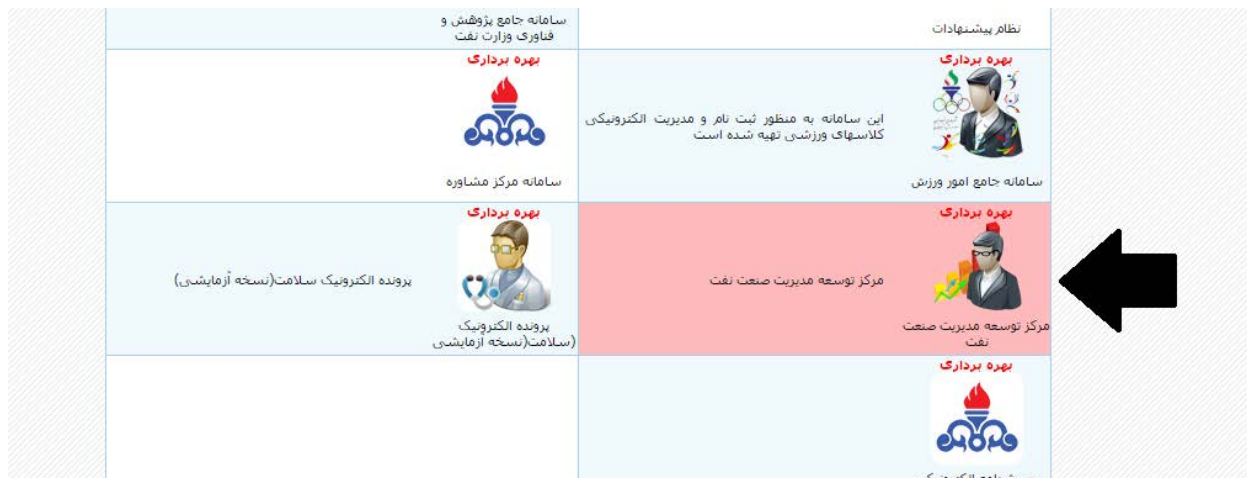 نظام پیشنهادات
سامانه جامع پژوهش و
فناوری وزارت نفت
بهره برداری
این سامانه به منظور ثبت نام و مدیریت الکترونیکی
کلاسهای ورزشی تهیه شده است
سامانه جامع امور ورزش
بهره برداری
سامانه مرکز مشاوره
بهره برداری
مرکز توسعه مدیریت صنعت نفت
مرکز توسعه مدیریت صنعت
نفت
بهره برداری
پرونده الکترونیک سلامت(نسخه آزمایشی)
پرونده الکترونیک
سلامت(نسخه آزمایشی)
بهره برداری